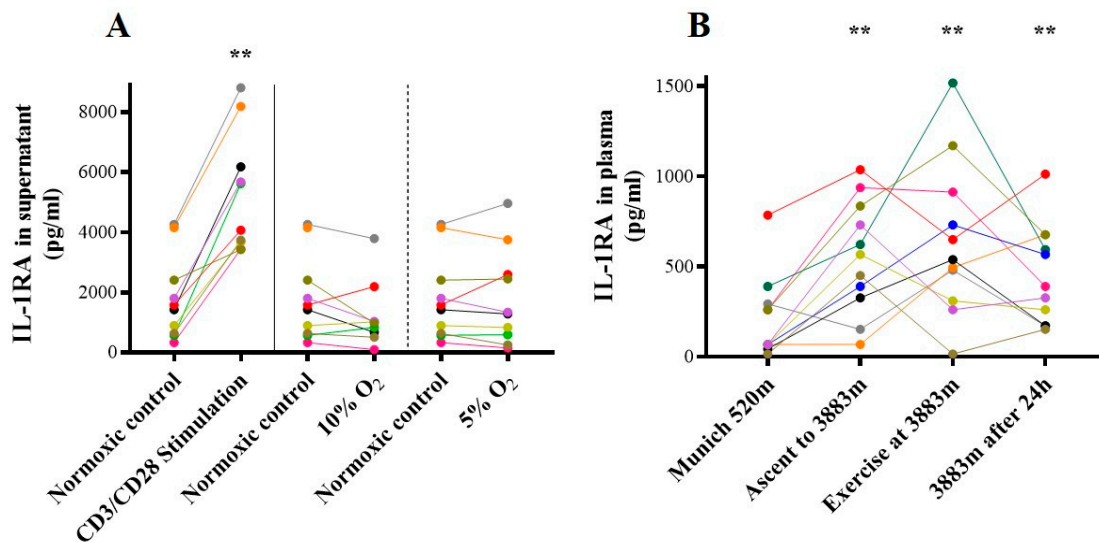 A
**
IL-1RA in supernatant
(pg/ml)
8000
6000
4000
2000
0
Normoxic control
CD3/CD28 Stimulation
Normoxic control
10% O₂
Normoxic control
5% O₂
B
** ** **
IL-1RA in plasma
(pg/ml)
1500
1000
500
0
Munich 520m
Ascent to 3883m
Exercise at 3883m
3883m after 24h